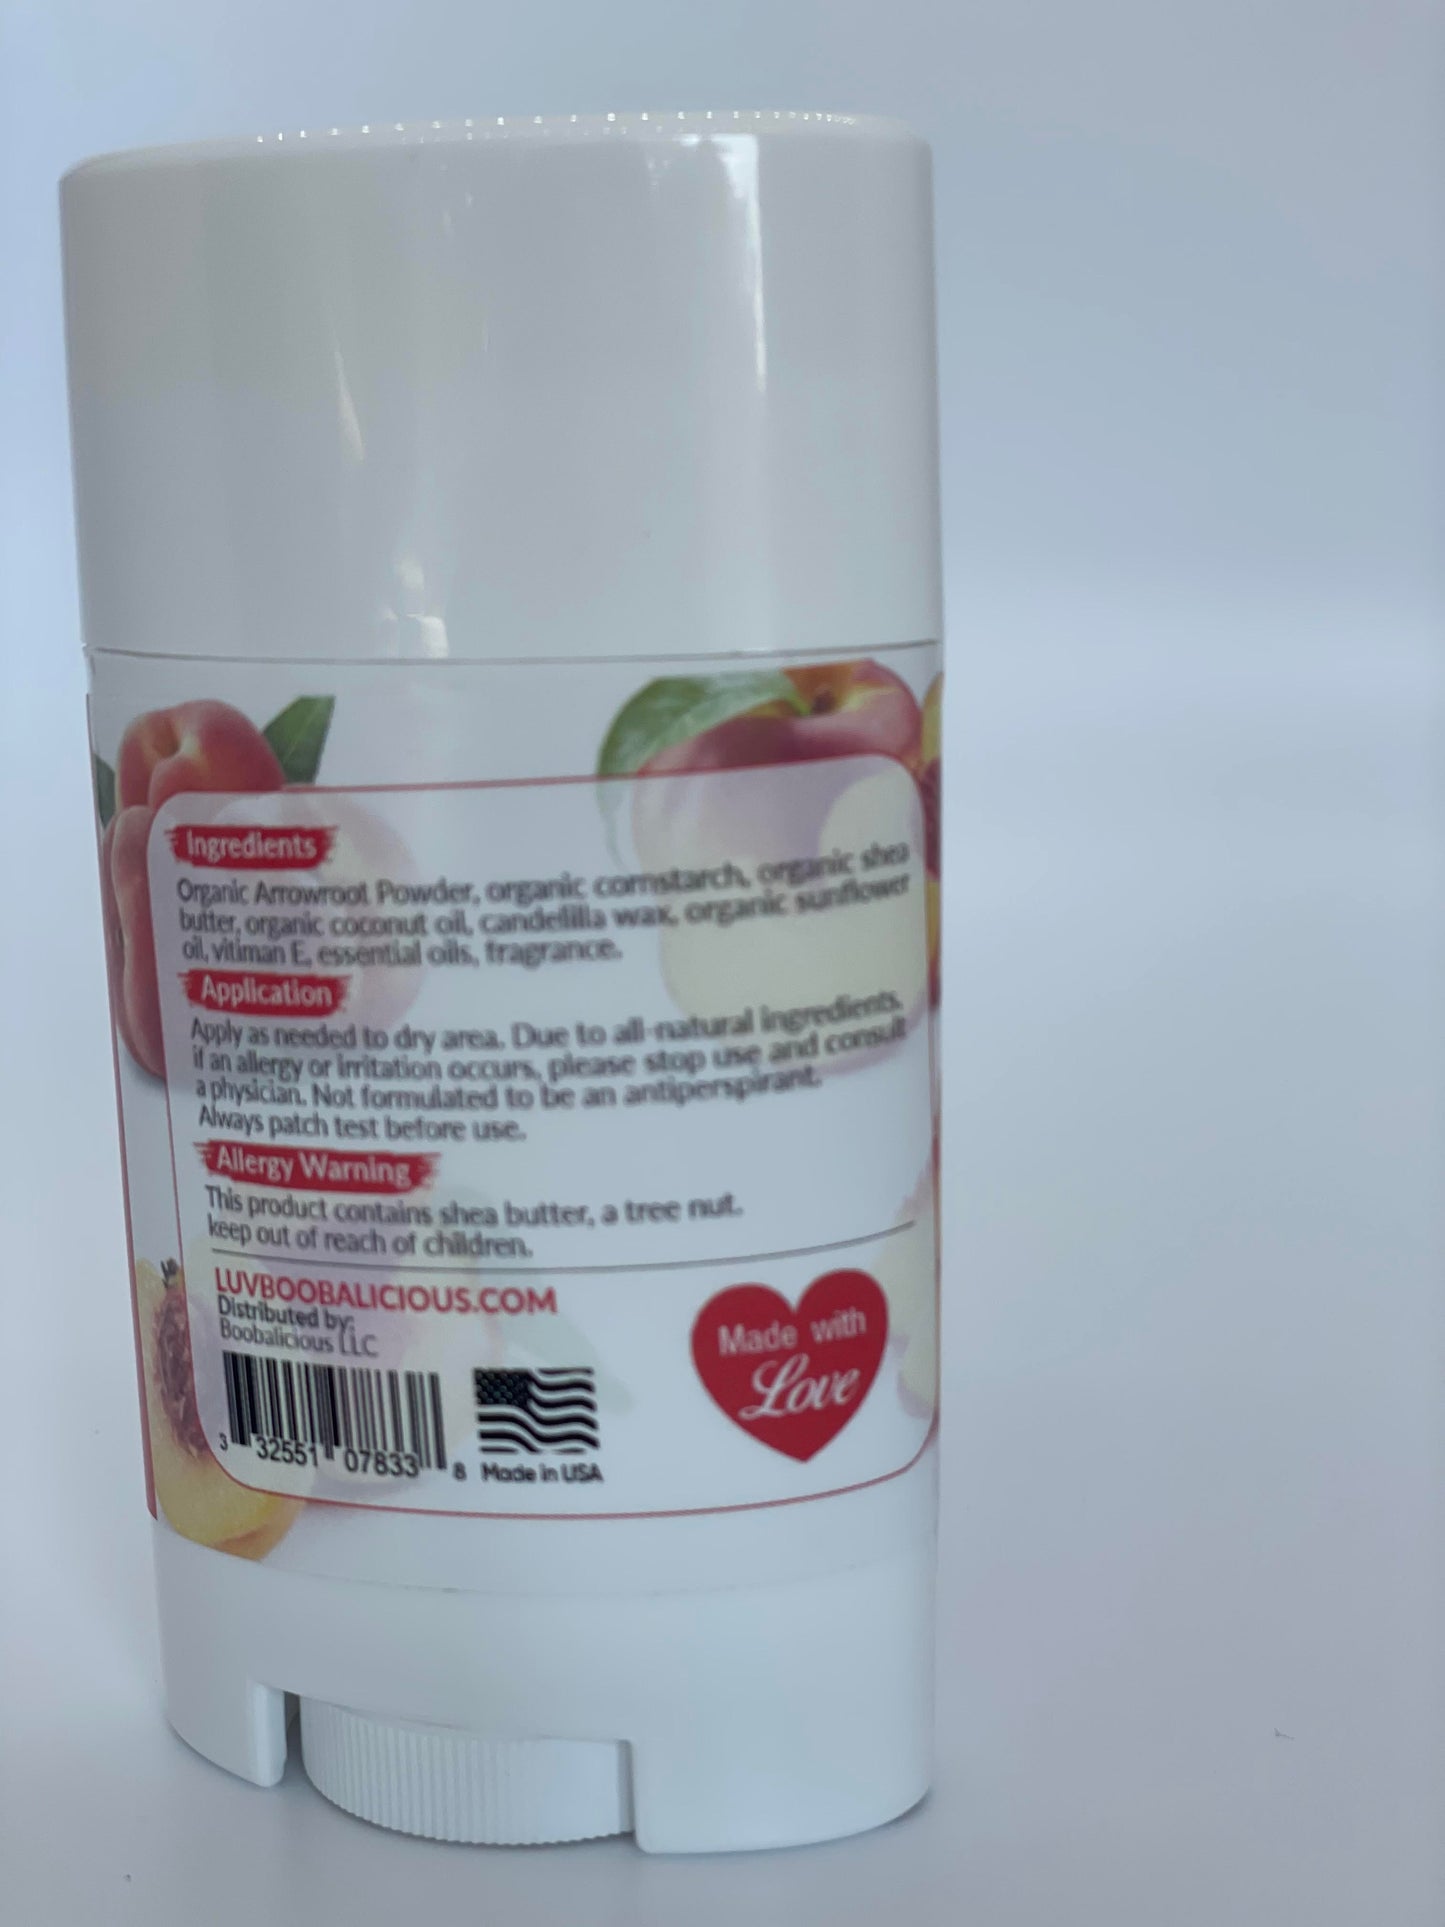 Ingredients
Organic Arrowroot Powder, organic cornstarch, organic shea
butter, organic coconut oil, candelilla wax, organic sunflower
oil, vitiman E, essential oils, fragrance.
Application
Apply as needed to dry area. Due to all-natural ingredients,
if an allergy or irritation occurs, please stop use and consult
a physician. Not formulated to be an antiperspirant.
Always patch test before use.
Allergy Warning
This product contains shea butter, a tree nut.
keep out of reach of children.
LUVBOOBALICIOUS.COM
Distributed by:
Boobalicious LLC
3 32551 07833 8
Made in USA
Made with
Love